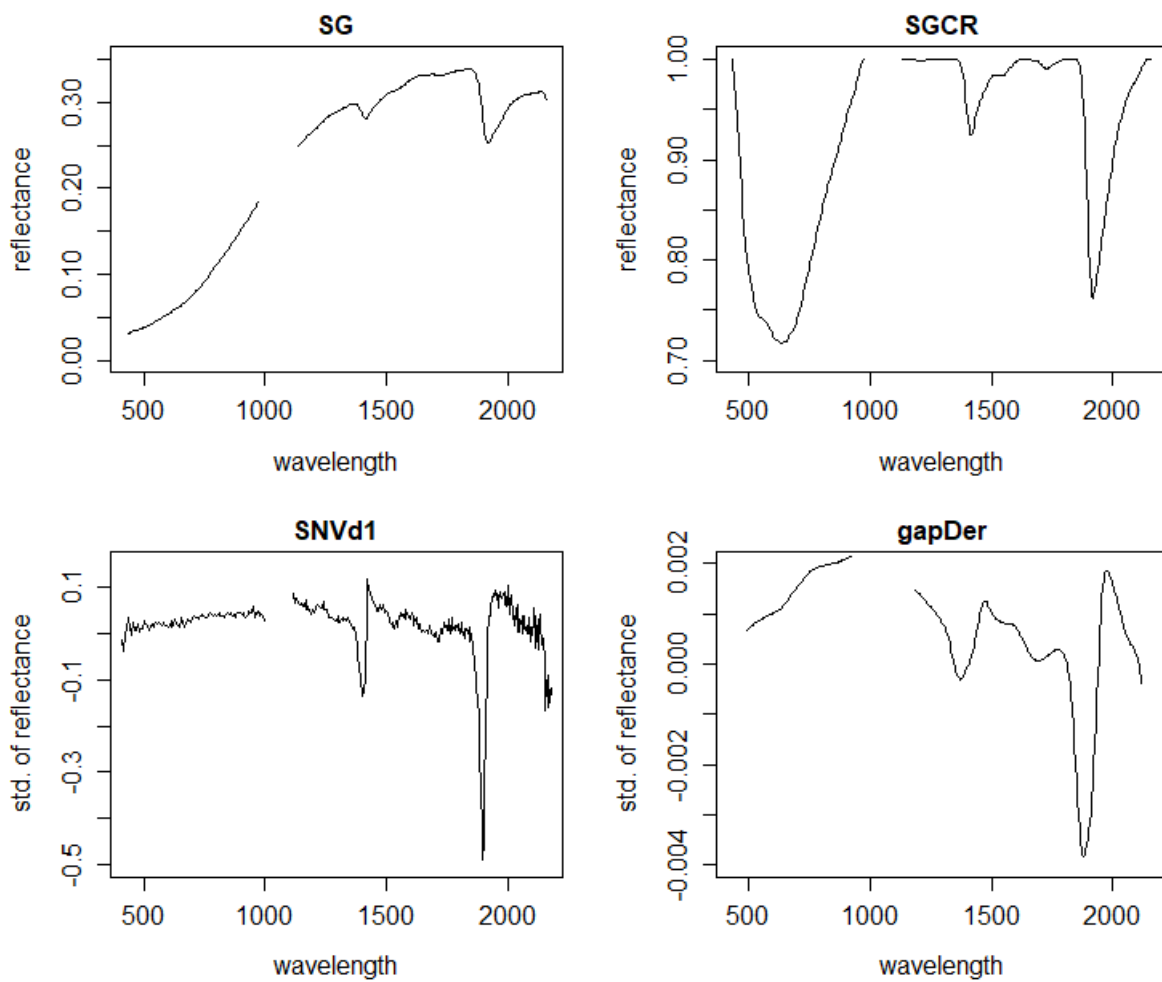 SG
reflectance
0.00 0.10 0.20 0.30
500 1000 1500 2000
wavelength
SGCR
reflectance
0.70 0.80 0.90 1.00
500 1000 1500 2000
wavelength
SNVd1
std. of reflectance
-0.5 -0.3 -0.1 0.1
500 1000 1500 2000
wavelength
gapDer
std. of reflectance
-0.004 -0.002 0.000 0.002
500 1000 1500 2000
wavelength